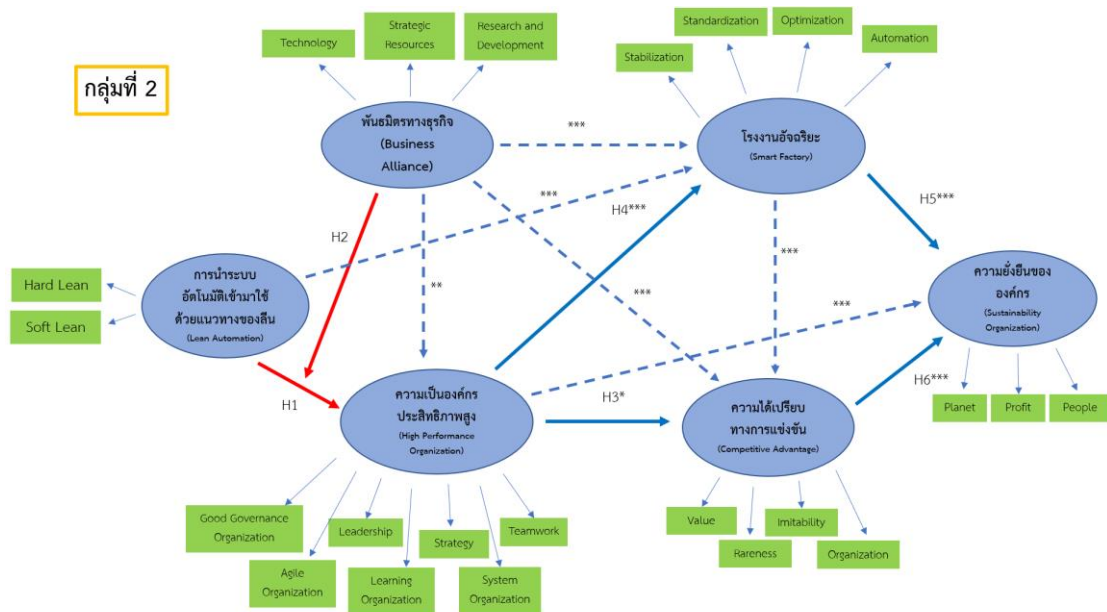 กลุ่มที่ 2
Technology
Strategic
Resources
Research and
Development
Stabilization
Standardization
Optimization
Automation
พันธมิตรทางธุรกิจ
(Business
Alliance)
โรงงานอัจฉริยะ
(Smart Factory)
***
***
H4***
H5***
H2
**
***
***
***
Hard Lean
Soft Lean
การนำระบบ
อัตโนมัติเข้ามาใช้
ด้วยแนวทางของลีน
(Lean Automation)
ความยั่งยืนของ
องค์กร
(Sustainability
Organization)
H1
H3*
H6***
ความเป็นองค์กร
ประสิทธิภาพสูง
(High Performance
Organization)
ความได้เปรียบ
ทางการแข่งขัน
(Competitive Advantage)
Planet
Profit
People
Good Governance
Organization
Leadership
Strategy
Teamwork
Agile
Organization
Learning
Organization
System
Organization
Value
Imitability
Rareness
Organization